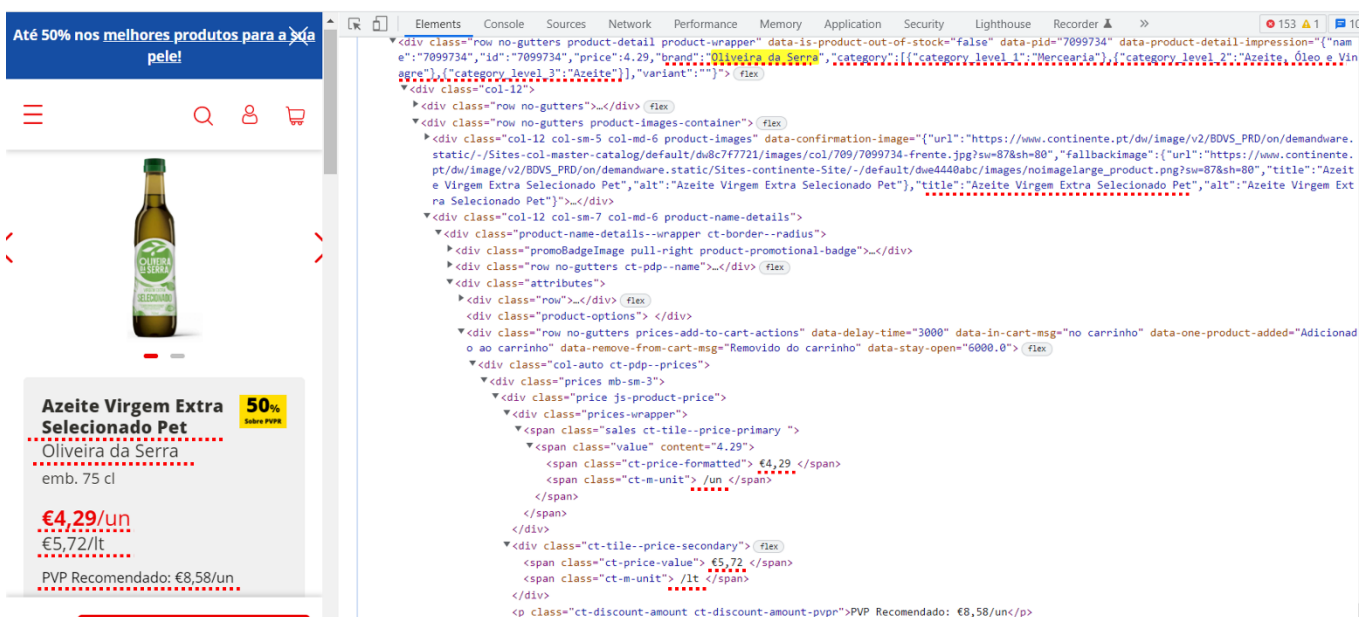 Até 50% nos melhores produtos para a sua
pele!
OLIVEIRA
DA SERRA
SELECIONADO
Azeite Virgem Extra
Selecionado Pet
50%
Sobre PVPR
Oliveira da Serra
emb. 75 cl
€4,29/un
€5,72/lt
PVP Recomendado: €8,58/un
Elements Console Sources Network Performance Memory Application Security Lighthouse Recorder » 153 1 10
▼<div class="row no-gutters product-detail product-wrapper" data-is-product-out-of-stock="false" data-pid="7099734" data-product-detail-impression="{"nam
e":"7099734","id":"7099734","price":4.29,"brand":"Oliveira da Serra","category":[{"category_level_1":"Mercearia"},{"category_level_2":"Azeite, Óleo e Vin
agre"},{"category_level_3":"Azeite"}],"variant":""}"> flex
▼<div class="col-12">
▶<div class="row no-gutters">…</div> flex
▼<div class="row no-gutters product-images-container"> flex
▶<div class="col-12 col-sm-5 col-md-6 product-images" data-confirmation-image="{"url":"https://www.continente.pt/dw/image/v2/BDVS_PRD/on/demandware.
static/-/Sites-col-master-catalog/default/dw8c7f7721/images/col/709/7099734-frente.jpg?sw=87&sh=80","fallbackimage":{"url":"https://www.continente.
pt/dw/image/v2/BDVS_PRD/on/demandware.static/Sites-continente-Site/-/default/dwe4440abc/images/noimagelarge_product.png?sw=87&sh=80","title":"Azeit
e Virgem Extra Selecionado Pet","alt":"Azeite Virgem Extra Selecionado Pet"},"title":"Azeite Virgem Extra Selecionado Pet","alt":"Azeite Virgem Ext
ra Selecionado Pet"}">…</div>
▼<div class="col-12 col-sm-7 col-md-6 product-name-details">
▼<div class="product-name-details--wrapper ct-border--radius">
▶<div class="promoBadgeImage pull-right product-promotional-badge">…</div>
▶<div class="row no-gutters ct-pdp--name">…</div> flex
▼<div class="attributes">
▶<div class="row">…</div> flex
<div class="product-options"> </div>
▼<div class="row no-gutters prices-add-to-cart-actions" data-delay-time="3000" data-in-cart-msg="no carrinho" data-one-product-added="Adicionad
o ao carrinho" data-remove-from-cart-msg="Removido do carrinho" data-stay-open="6000.0"> flex
▼<div class="col-auto ct-pdp--prices">
▼<div class="prices mb-sm-3">
▼<div class="price js-product-price">
▼<div class="prices-wrapper">
▼<span class="sales ct-tile--price-primary ">
▼<span class="value" content="4.29">
<span class="ct-price-formatted"> €4,29 </span>
<span class="ct-m-unit"> /un </span>
</span>
</span>
</div>
▼<div class="ct-tile--price-secondary"> flex
<span class="ct-price-value"> €5,72 </span>
<span class="ct-m-unit"> /lt </span>
</div>
<p class="ct-discount-amount ct-discount-amount-pvpr">PVP Recomendado: €8,58/un</p>